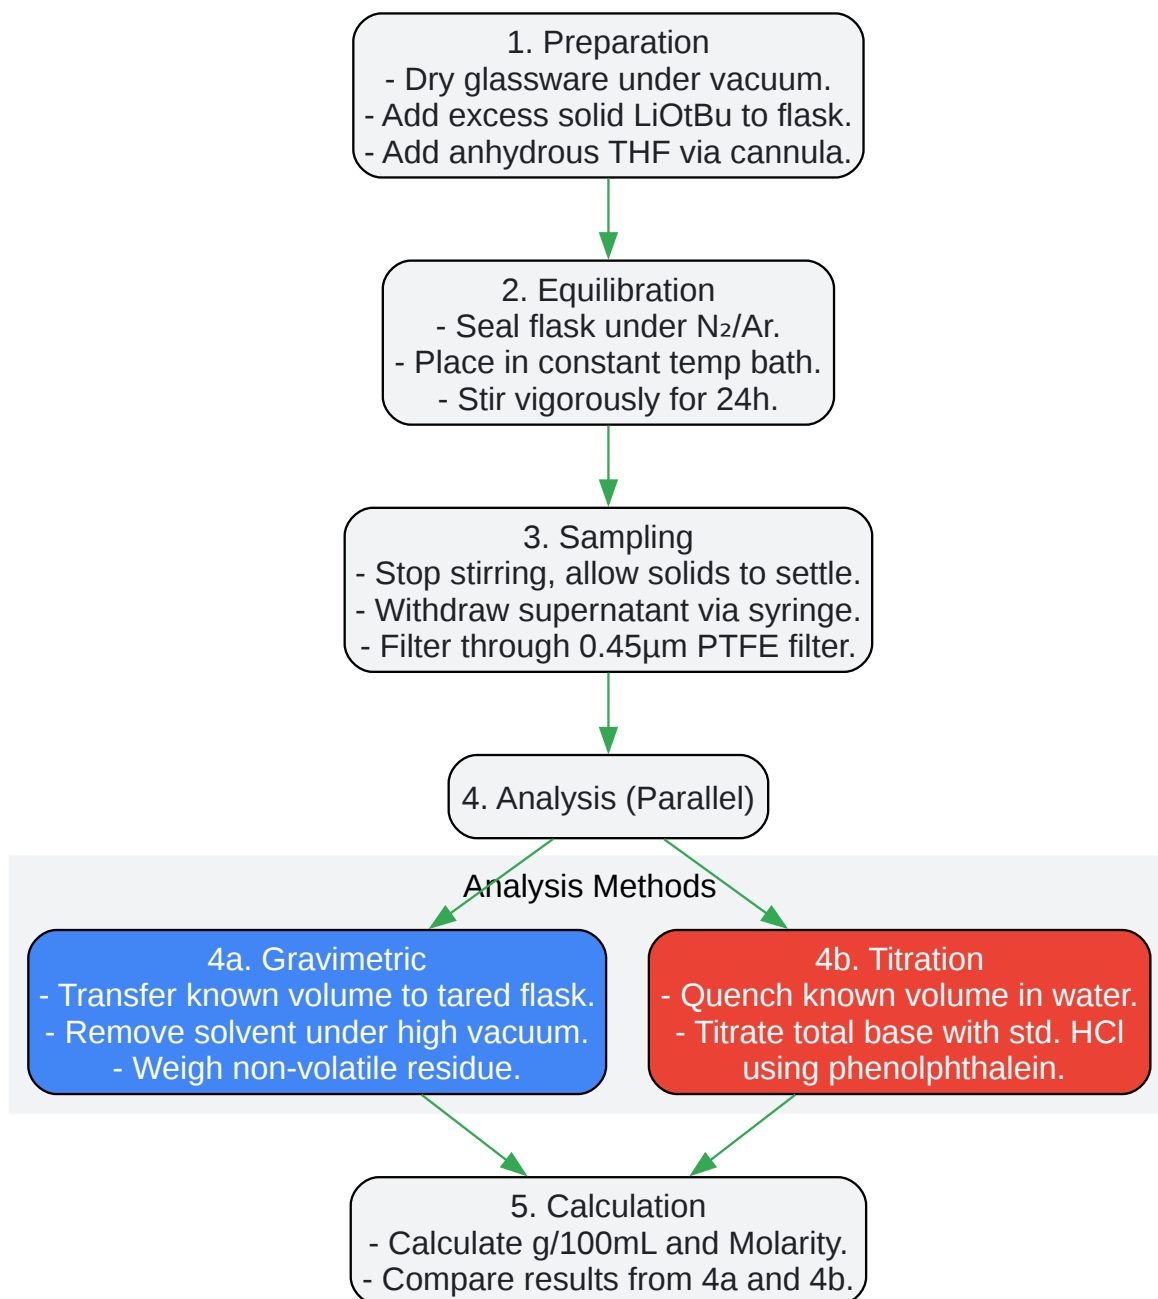 1. Preparation
- Dry glassware under vacuum.
- Add excess solid LiOtBu to flask.
- Add anhydrous THF via cannula.
2. Equilibration
- Seal flask under N₂/Ar.
- Place in constant temp bath.
- Stir vigorously for 24h.
3. Sampling
- Stop stirring, allow solids to settle.
- Withdraw supernatant via syringe.
- Filter through 0.45µm PTFE filter.
4. Analysis (Parallel)
Analysis Methods
4a. Gravimetric
- Transfer known volume to tared flask.
- Remove solvent under high vacuum.
- Weigh non-volatile residue.
4b. Titration
- Quench known volume in water.
- Titrate total base with std. HCl
using phenolphthalein.
5. Calculation
- Calculate g/100mL and Molarity.
- Compare results from 4a and 4b.